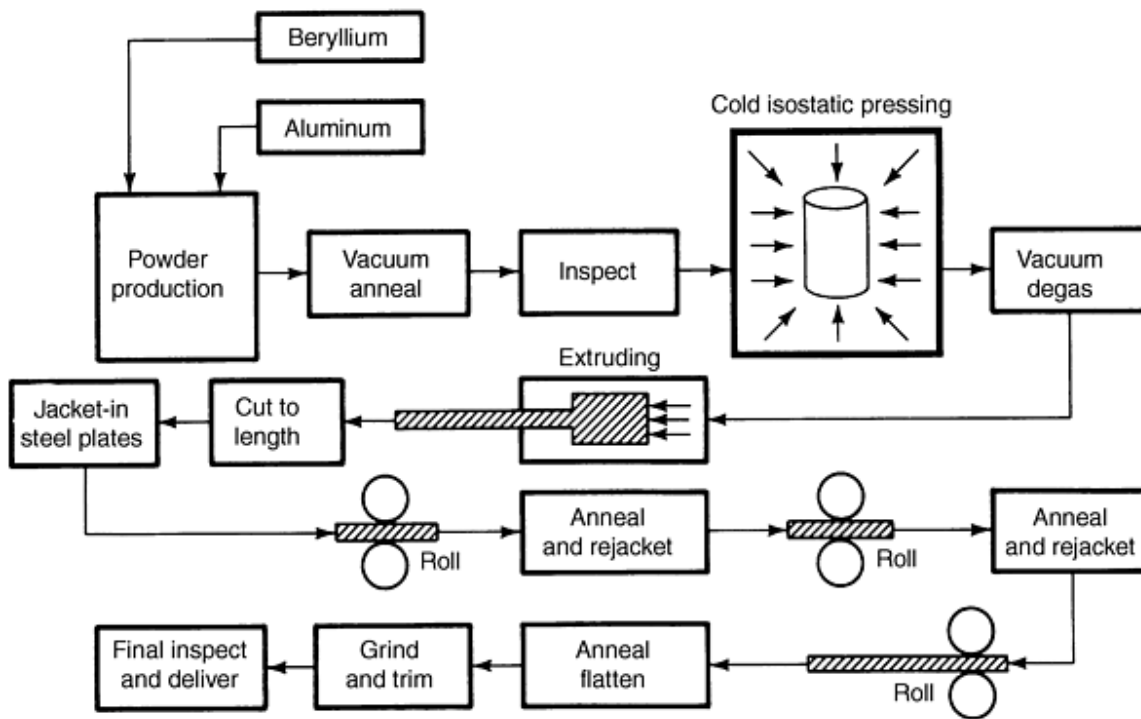 Beryllium
Aluminum
Cold isostatic pressing
Powder
production
Vacuum
anneal
Inspect
Vacuum
degas
Extruding
Jacket-in
steel plates
Cut to
length
Roll
Anneal
and rejacket
Roll
Anneal
and rejacket
Final inspect
and deliver
Grind
and trim
Anneal
flatten
Roll